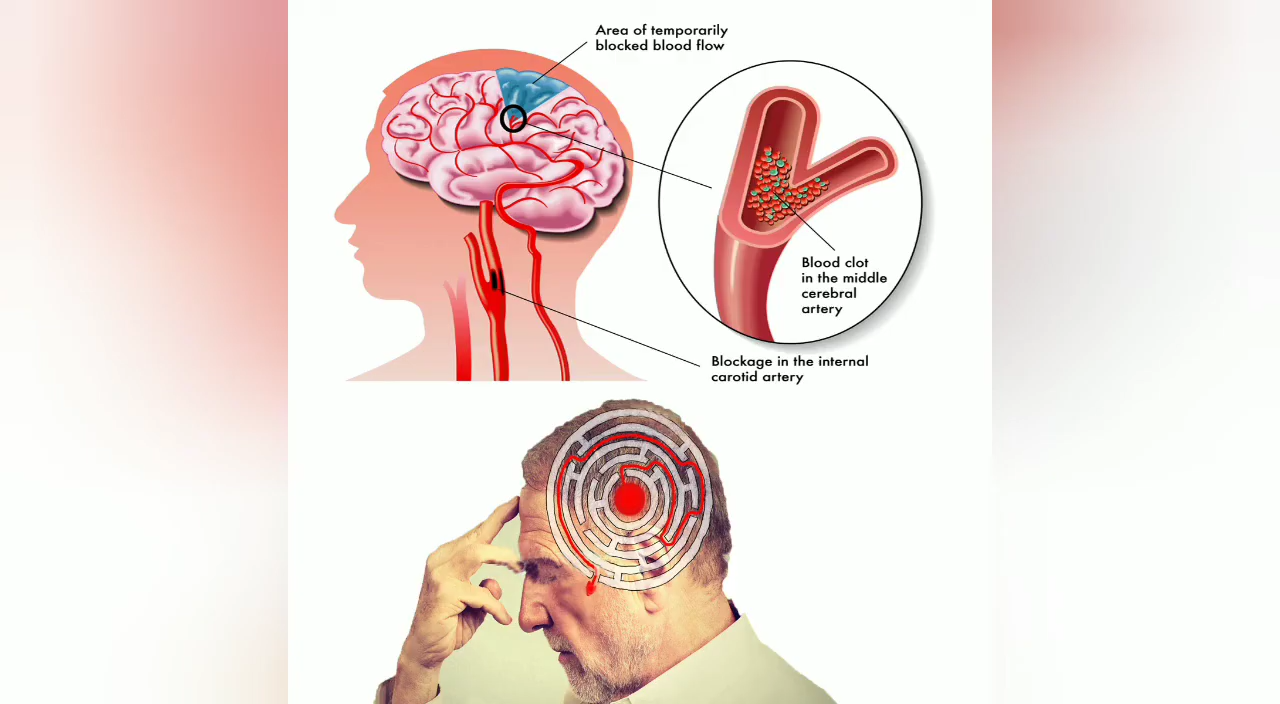 Area of temporarily
blocked blood flow
Blood clot
in the middle
cerebral
artery
Blockage in the internal
carotid artery